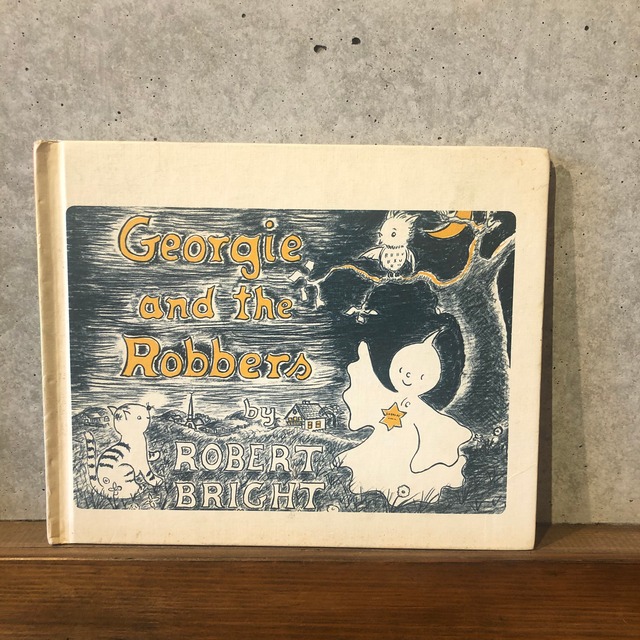 Georgie
and the
Robbers
by
ROBERT
BRIGHT